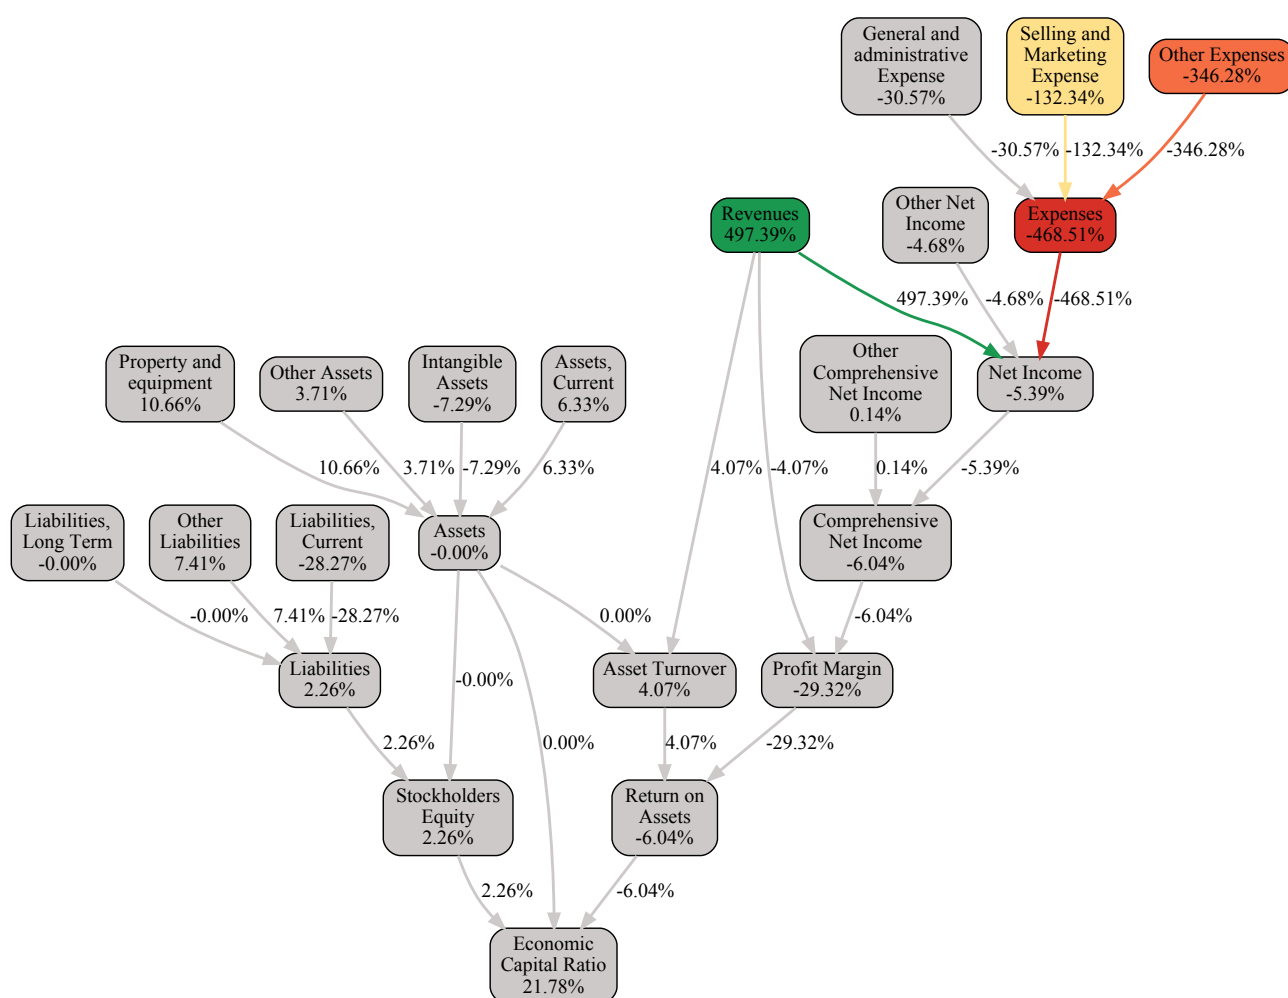 General and
administrative
Expense
-30.57%
Selling and
Marketing
Expense
-132.34%
Other Expenses
-346.28%
-30.57%
-132.34%
-346.28%
Revenues
497.39%
Other Net
Income
-4.68%
Expenses
-468.51%
497.39%
-4.68%
-468.51%
Property and
equipment
10.66%
Other Assets
3.71%
Intangible
Assets
-7.29%
Assets,
Current
6.33%
Other
Comprehensive
Net Income
0.14%
Net Income
-5.39%
10.66%
3.71%
-7.29%
6.33%
4.07%
-4.07%
0.14%
-5.39%
Liabilities,
Long Term
-0.00%
Other
Liabilities
7.41%
Liabilities,
Current
-28.27%
Assets
-0.00%
Comprehensive
Net Income
-6.04%
-0.00%
7.41%
-28.27%
0.00%
-6.04%
Liabilities
2.26%
-0.00%
Asset Turnover
4.07%
Profit Margin
-29.32%
2.26%
0.00%
4.07%
-29.32%
Stockholders
Equity
2.26%
Return on
Assets
-6.04%
2.26%
-6.04%
Economic
Capital Ratio
21.78%